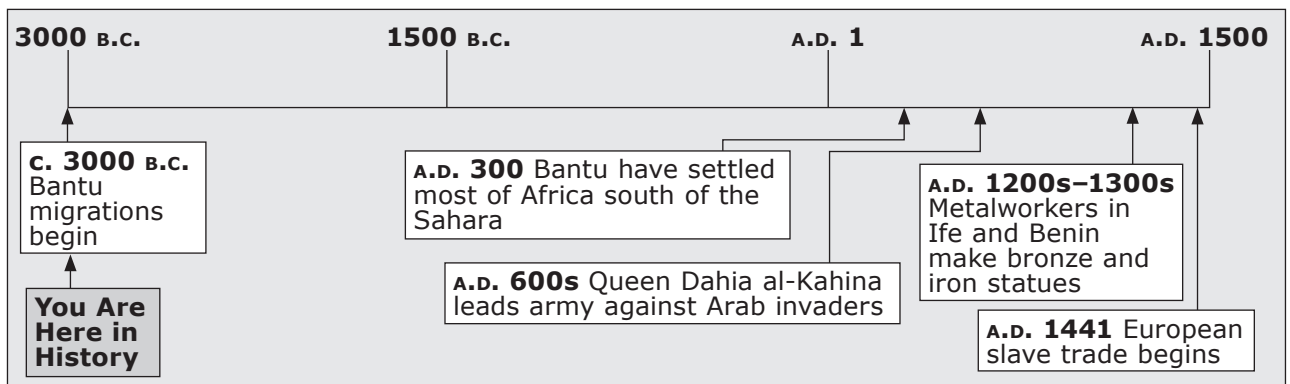 3000 B.C.
1500 B.C.
A.D. 1
A.D. 1500
C. 3000 B.C.
Bantu
migrations
begin
You Are
Here in
History
A.D. 300 Bantu have settled
most of Africa south of the
Sahara
A.D. 600s Queen Dahia al-Kahina
leads army against Arab invaders
A.D. 1200s–1300s
Metalworkers in
Ife and Benin
make bronze and
iron statues
A.D. 1441 European
slave trade begins